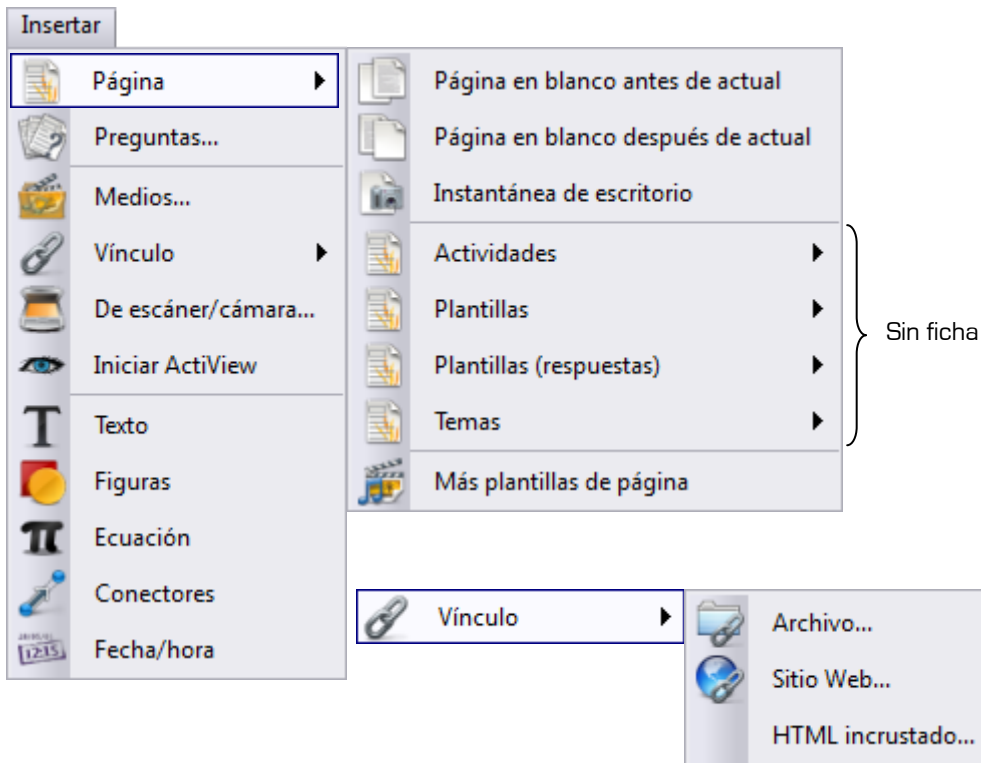 Insertar
Página
Preguntas...
Medios...
Vínculo
De escáner/cámara...
Iniciar ActiView
Texto
Figuras
Ecuación
Conectores
Fecha/hora
Página en blanco antes de actual
Página en blanco después de actual
Instantánea de escritorio
Actividades
Plantillas
Plantillas (respuestas)
Temas
Más plantillas de página
Sin ficha
Vínculo
Archivo...
Sitio Web...
HTML incrustado...
12:15